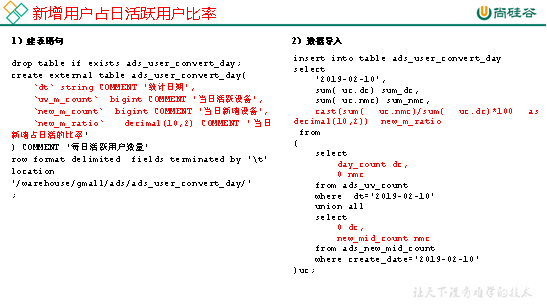 新增用户占日活跃用户比率
尚硅谷
1）建表语句
drop table if exists ads_user_convert_day;
create external table ads_user_convert_day(
`dt` string COMMENT '统计日期',
`uv_m_count` bigint COMMENT '当日活跃设备',
`new_m_count` bigint COMMENT '当日新增设备',
`new_m_ratio` decimal(10,2) COMMENT '当日
新增占日活的比率'
) COMMENT '每日活跃用户数量'
row format delimited fields terminated by '\t'
location
'/warehouse/gmall/ads/ads_user_convert_day/'
;
2）数据导入
insert into table ads_user_convert_day
select
'2019-02-10',
sum( uc.dc) sum_dc,
sum( uc.nmc) sum_nmc,
cast(sum( uc.nmc)/sum( uc.dc)*100 as
decimal(10,2)) new_m_ratio
from
(
select
day_count dc,
0 nmc
from ads_uv_count
where dt='2019-02-10'
union all
select
0 dc,
new_mid_count nmc
from ads_new_mid_count
where create_date='2019-02-10'
)uc;
让天下没有难学的技术